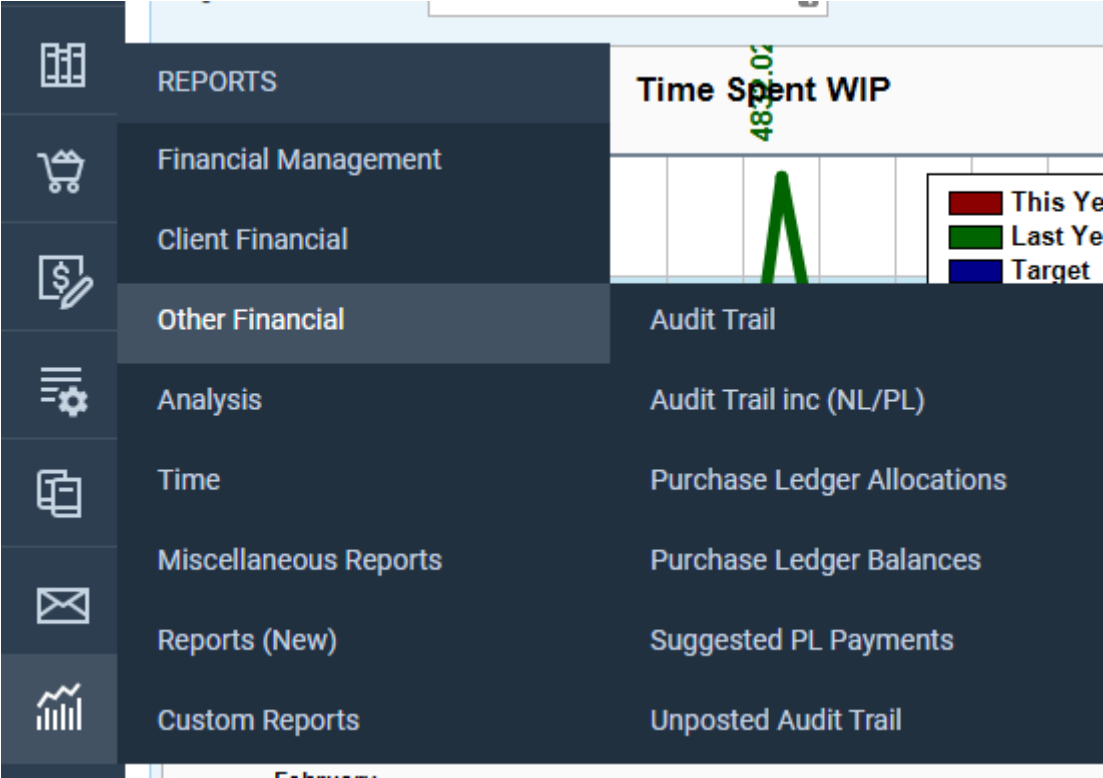 REPORTS
Financial Management
Client Financial
Other Financial
Analysis
Time
Miscellaneous Reports
Reports (New)
Custom Reports
Time Spent WIP
This Ye
Last Ye
Target
Audit Trail
Audit Trail inc (NL/PL)
Purchase Ledger Allocations
Purchase Ledger Balances
Suggested PL Payments
Unposted Audit Trail
February